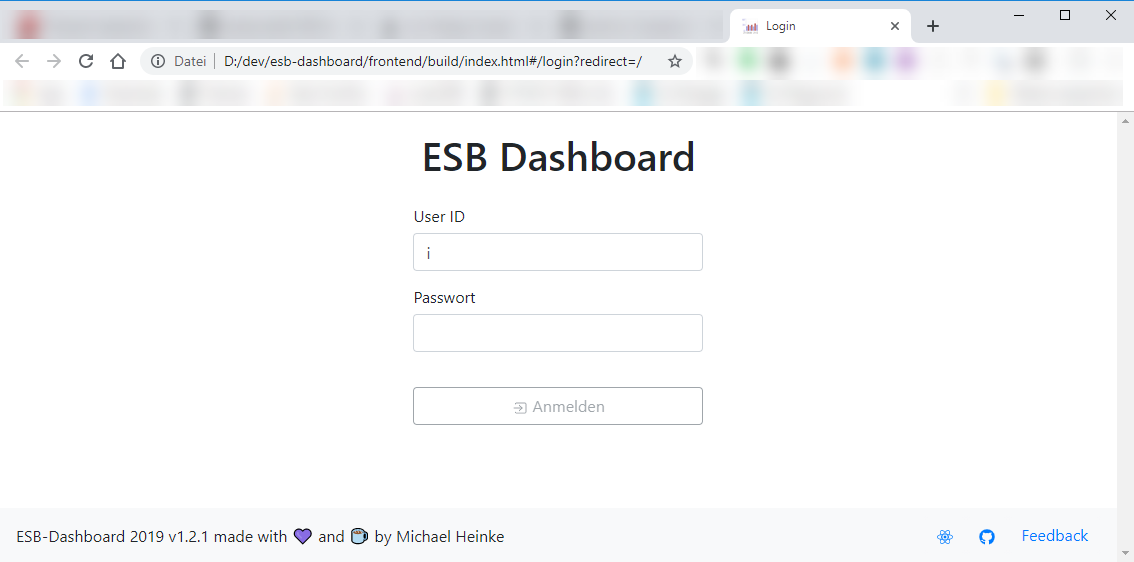 Login
Datei D:/dev/esb-dashboard/frontend/build/index.html#/login?redirect=/
ESB Dashboard
User ID
i
Passwort
Anmelden
ESB-Dashboard 2019 v1.2.1 made with 💜 and ☕ by Michael Heinke
Feedback